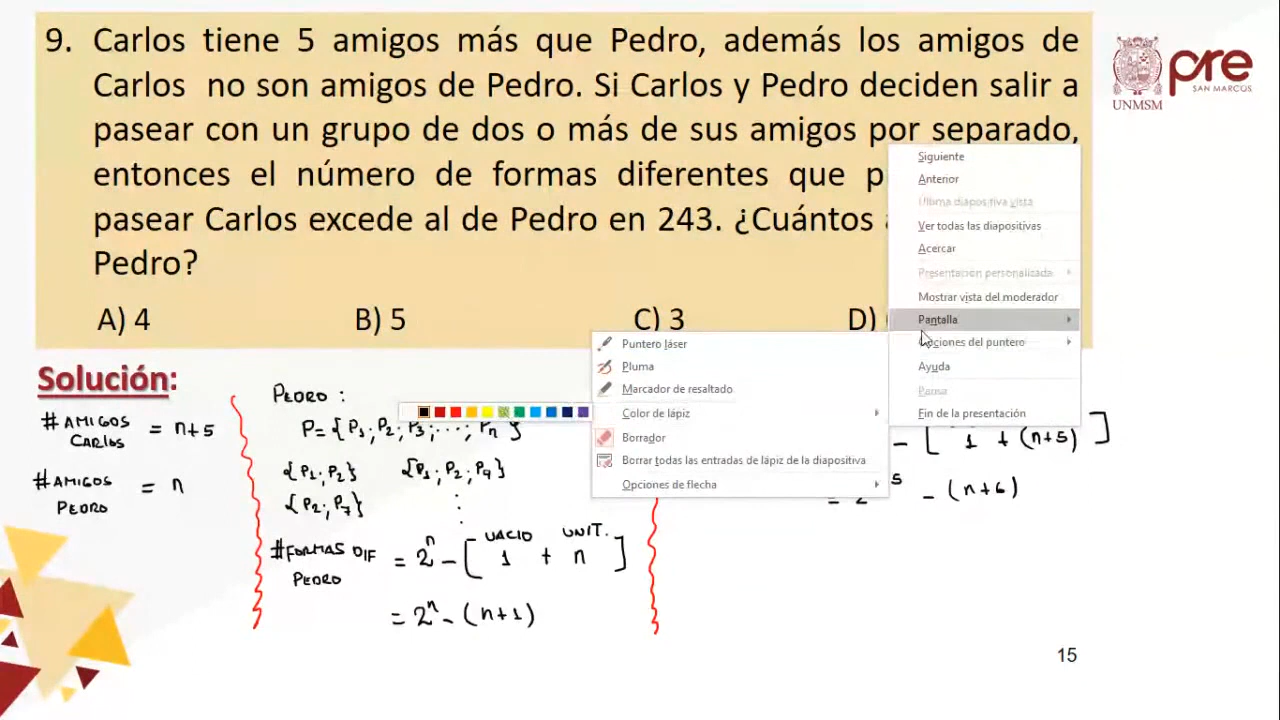 9. Carlos tiene 5 amigos más que Pedro, además los amigos de
Carlos no son amigos de Pedro. Si Carlos y Pedro deciden salir a
pasear con un grupo de dos o más de sus amigos por separado,
entonces el número de formas diferentes que
pasear Carlos excede al de Pedro en 243. ¿Cuántos
Pedro?
A) 4 B) 5 C) 3 D)
UNMSM
pre
SAN MARCOS
Siguiente
Anterior
Última diapositiva vista
Ver todas las diapositivas
Acercar
Presentación personalizada
Mostrar vista del moderador
Pantalla
Opciones del puntero
Ayuda
Pausa
Fin de la presentación
Puntero láser
Pluma
Marcador de resaltado
Color de lápiz
Borrador
Borrar todas las entradas de lápiz de la diapositiva
Opciones de flecha
Solución:
#AMIGOS CARLOS = n+5
#AMIGOS PEDRO = n
PEDRO :
P={P₁; P₂; P₃; ...; Pₙ}
{P₁; P₂} {P₁; P₂; P₄}
{P₂; P₇} ⋮
#FORMAS DIF PEDRO = 2ⁿ - [ 1 + n ]
VACIO UNIT.
= 2ⁿ - (n+1)
- [ 1 + (n+5) ]
- (n+6)
15